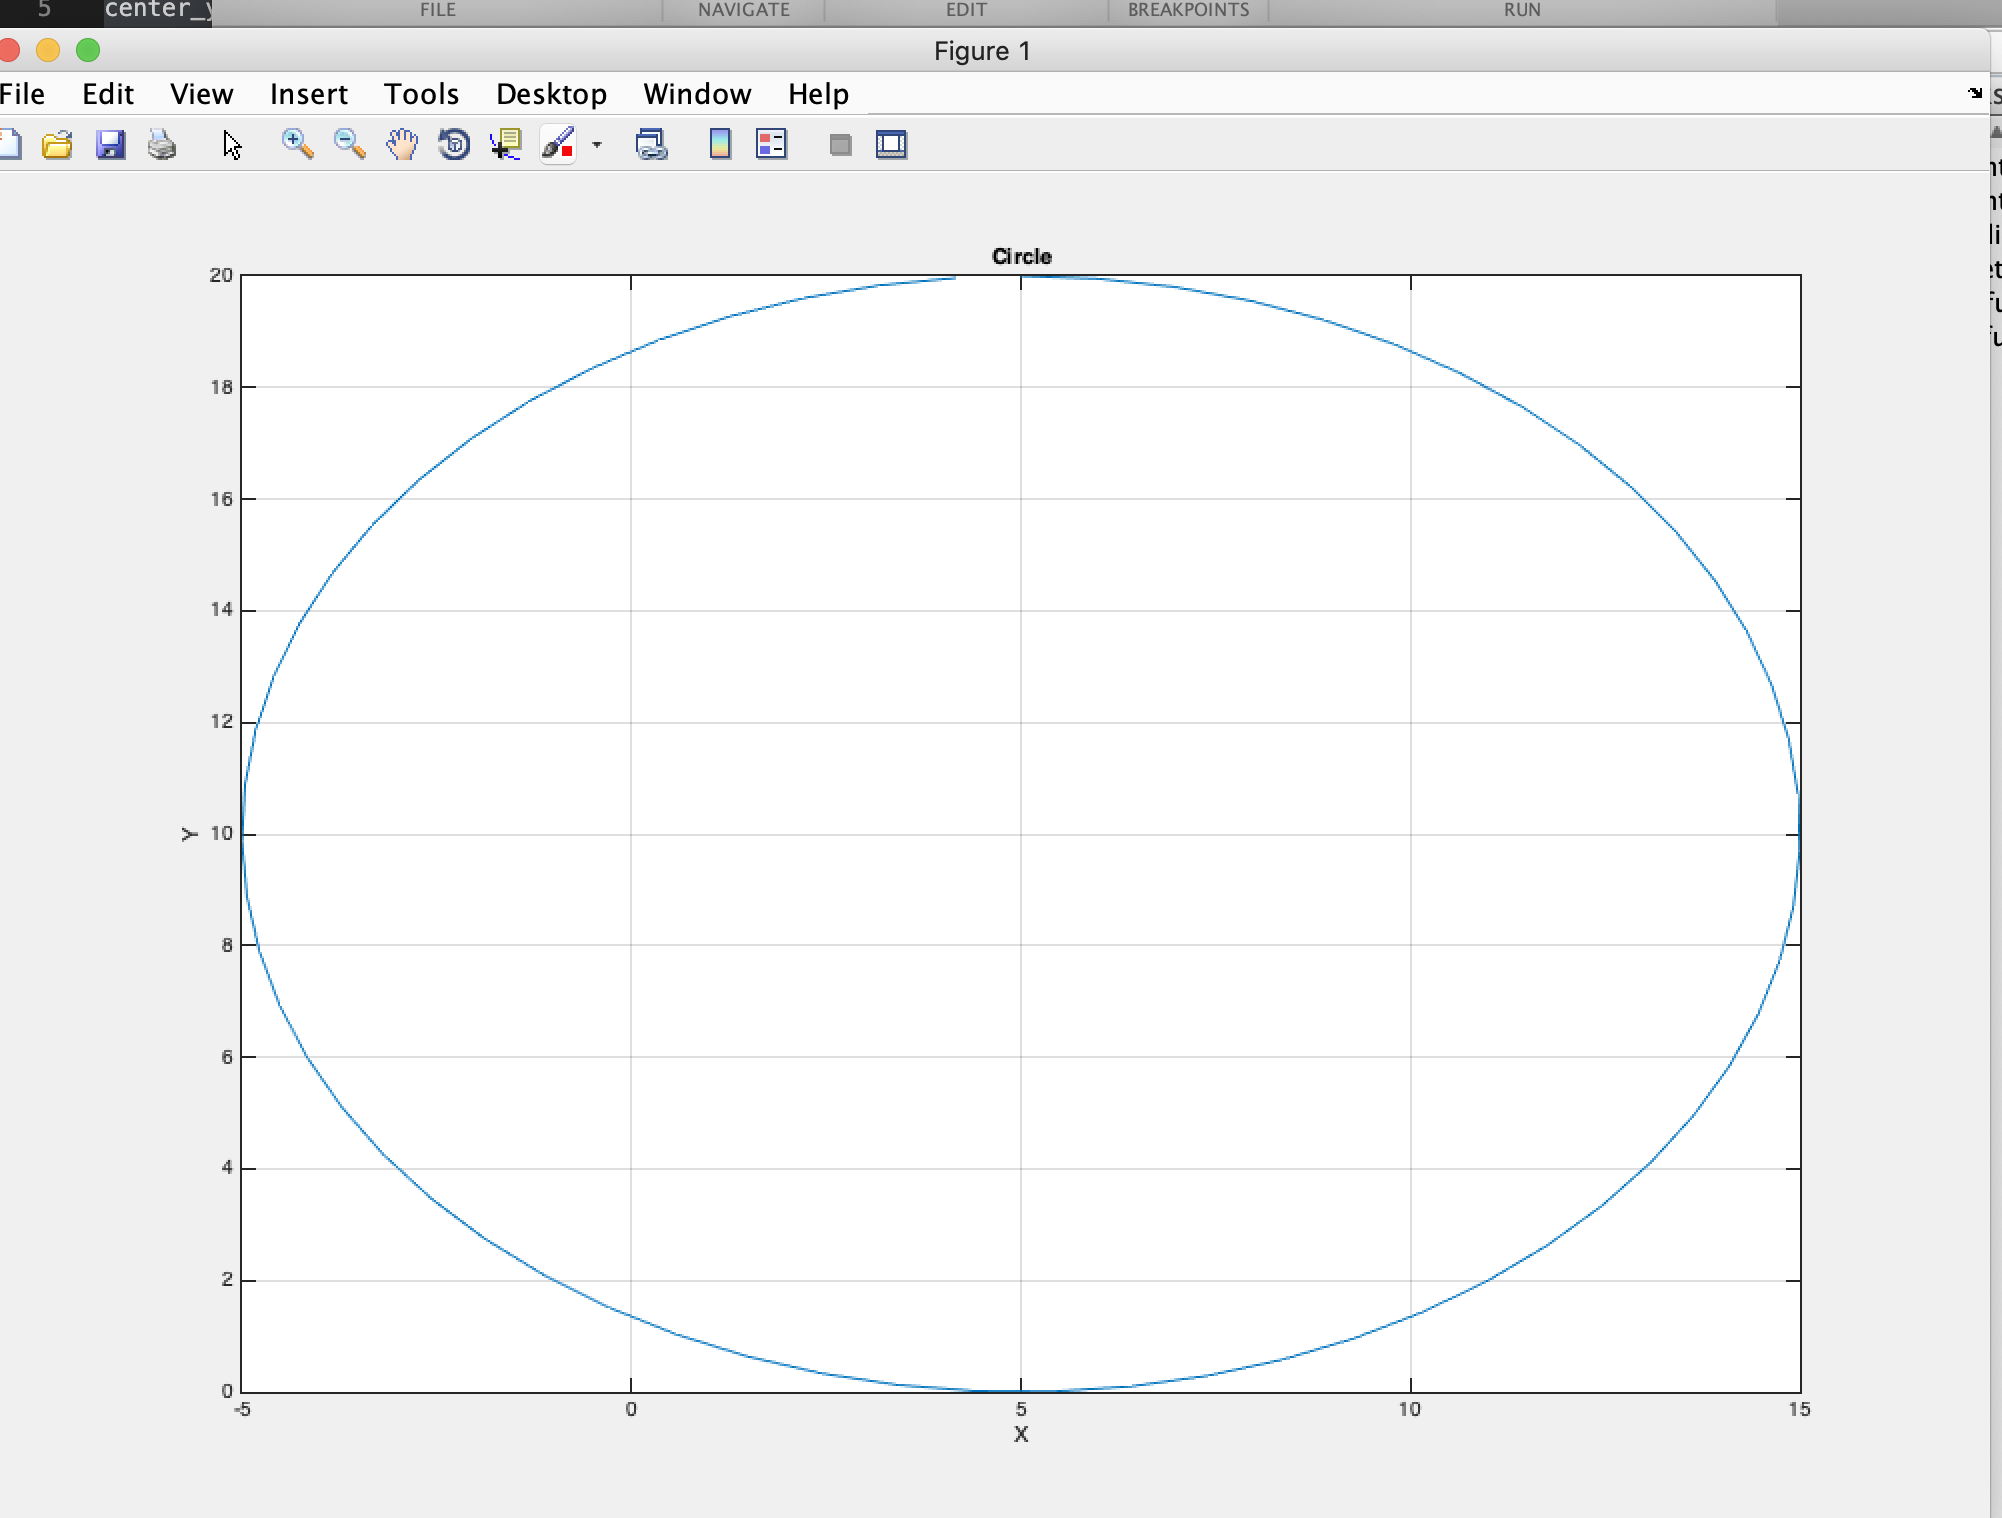 5 center_y FILE NAVIGATE EDIT BREAKPOINTS RUN
Figure 1
File Edit View Insert Tools Desktop Window Help
Circle
20
18
16
14
12
Y 10
8
6
4
2
0
-5 0 5 10 15
X